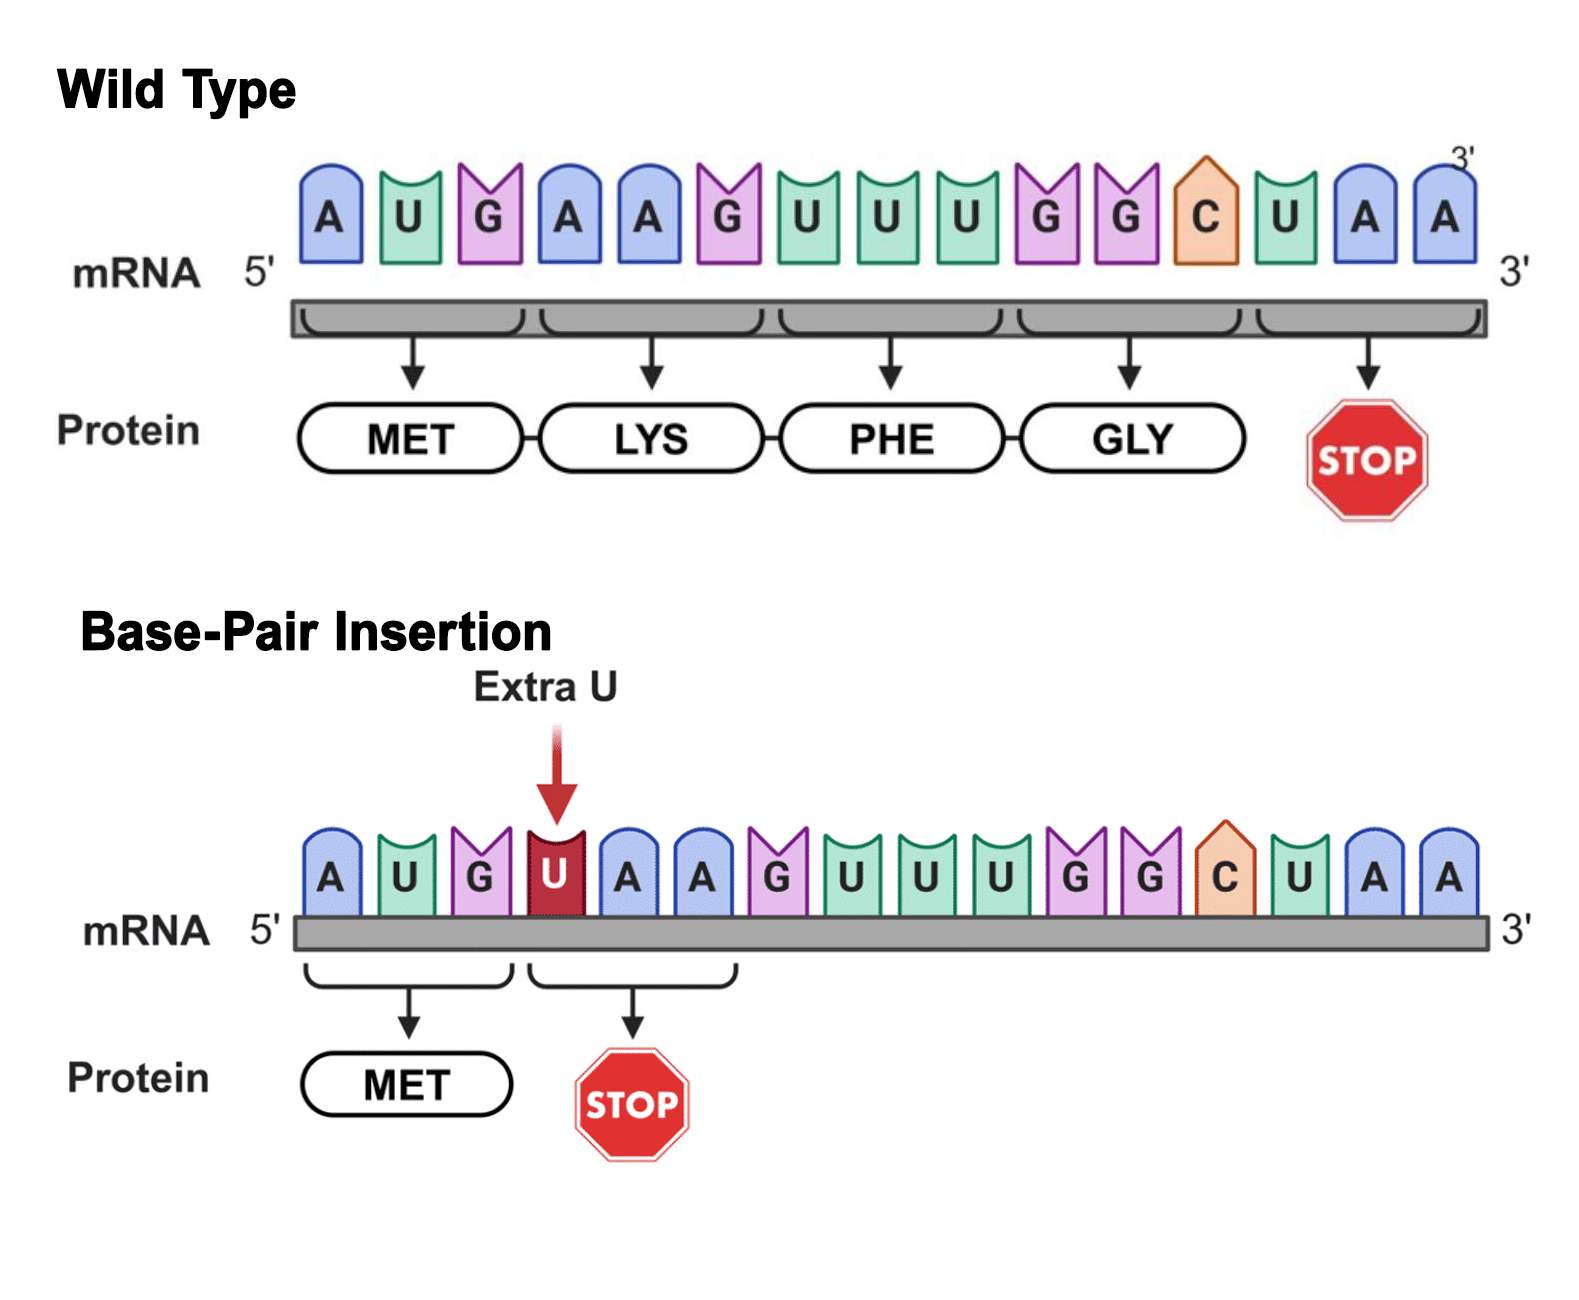 Wild Type
3'
A U G A A G U U U G G C U A A
mRNA 5' 3'
Protein MET LYS PHE GLY STOP
Base-Pair Insertion
Extra U
A U G U A A G U U U G G C U A A
mRNA 5' 3'
Protein MET STOP